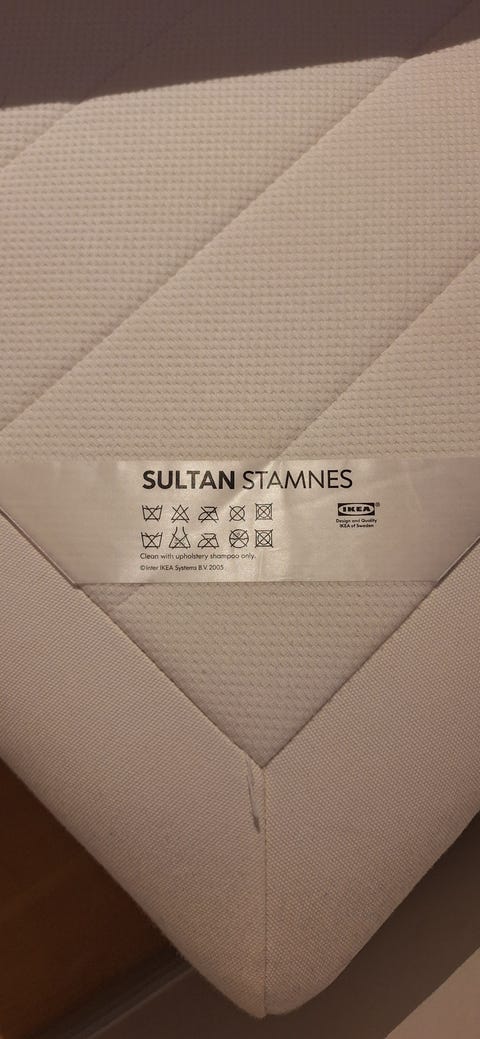 SULTAN STAMNES
IKEA®
Design and Quality
IKEA of Sweden
Clean with upholstery shampoo only.
©Inter IKEA Systems B.V. 2005